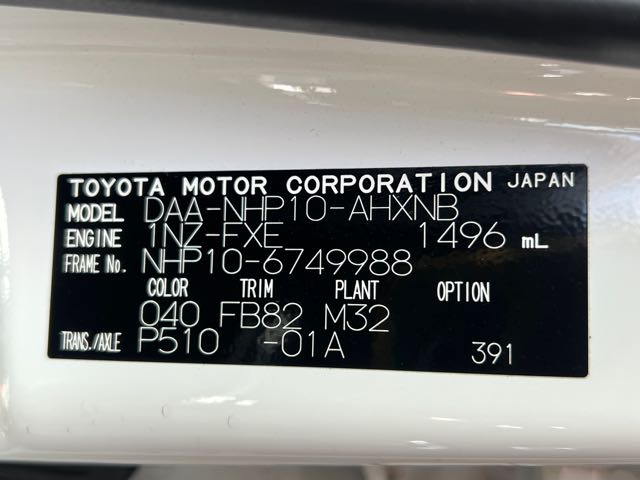 TOYOTA MOTOR CORPORATION JAPAN
MODEL DAA-NHP10-AHXNB
ENGINE 1NZ-FXE 1496 mL
FRAME No. NHP10-6749988
COLOR TRIM PLANT OPTION
040 FB82 M32
TRANS./AXLE P510 -01A 391